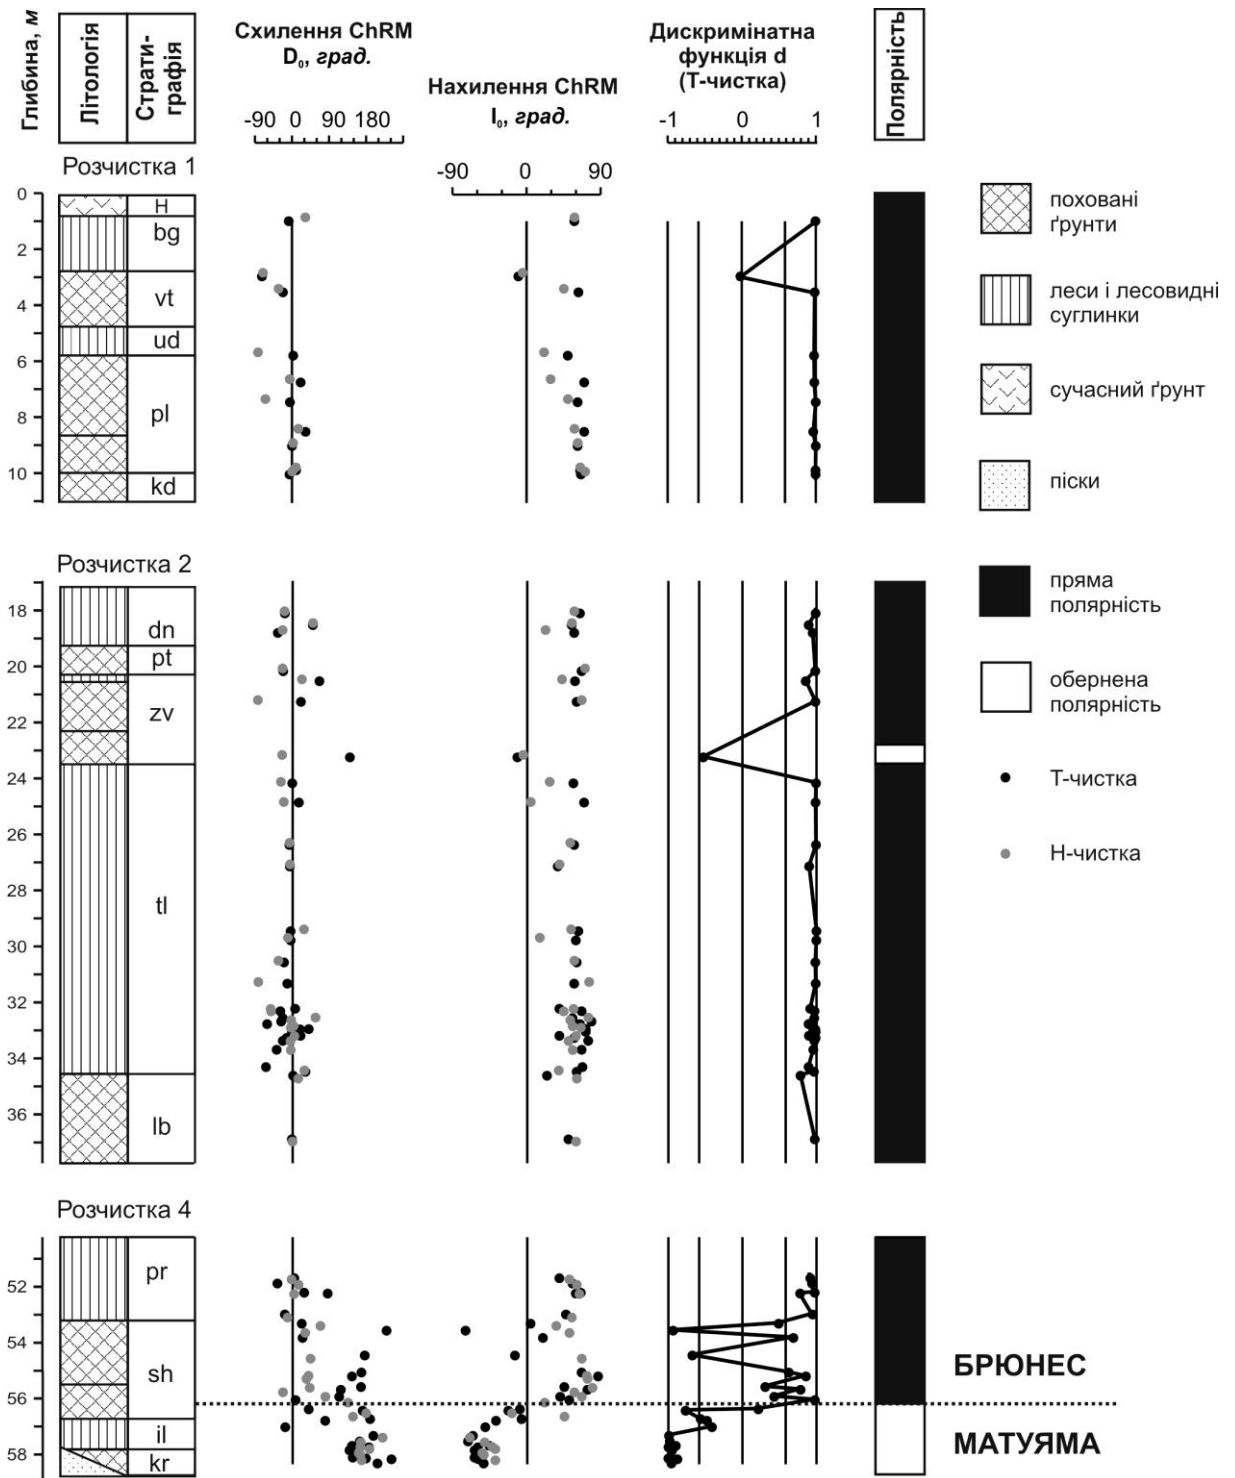 Глибина, м
Літологія
Страти-
графія
Схилення ChRM
D₀, град.
-90 0 90 180
Нахилення ChRM
I₀, град.
-90 0 90
Дискримінатна
функція d
(Т-чистка)
-1 0 1
Полярність
Розчистка 1
0
2
4
6
8
10
H
bg
vt
ud
pl
kd
Розчистка 2
18
20
22
24
26
28
30
32
34
36
dn
pt
zv
tl
lb
Розчистка 4
52
54
56
58
pr
sh
il
kr
БРЮНЕС
МАТУЯМА
поховані
ґрунти
леси і лесовидні
суглинки
сучасний ґрунт
піски
пряма
полярність
обернена
полярність
Т-чистка
Н-чистка